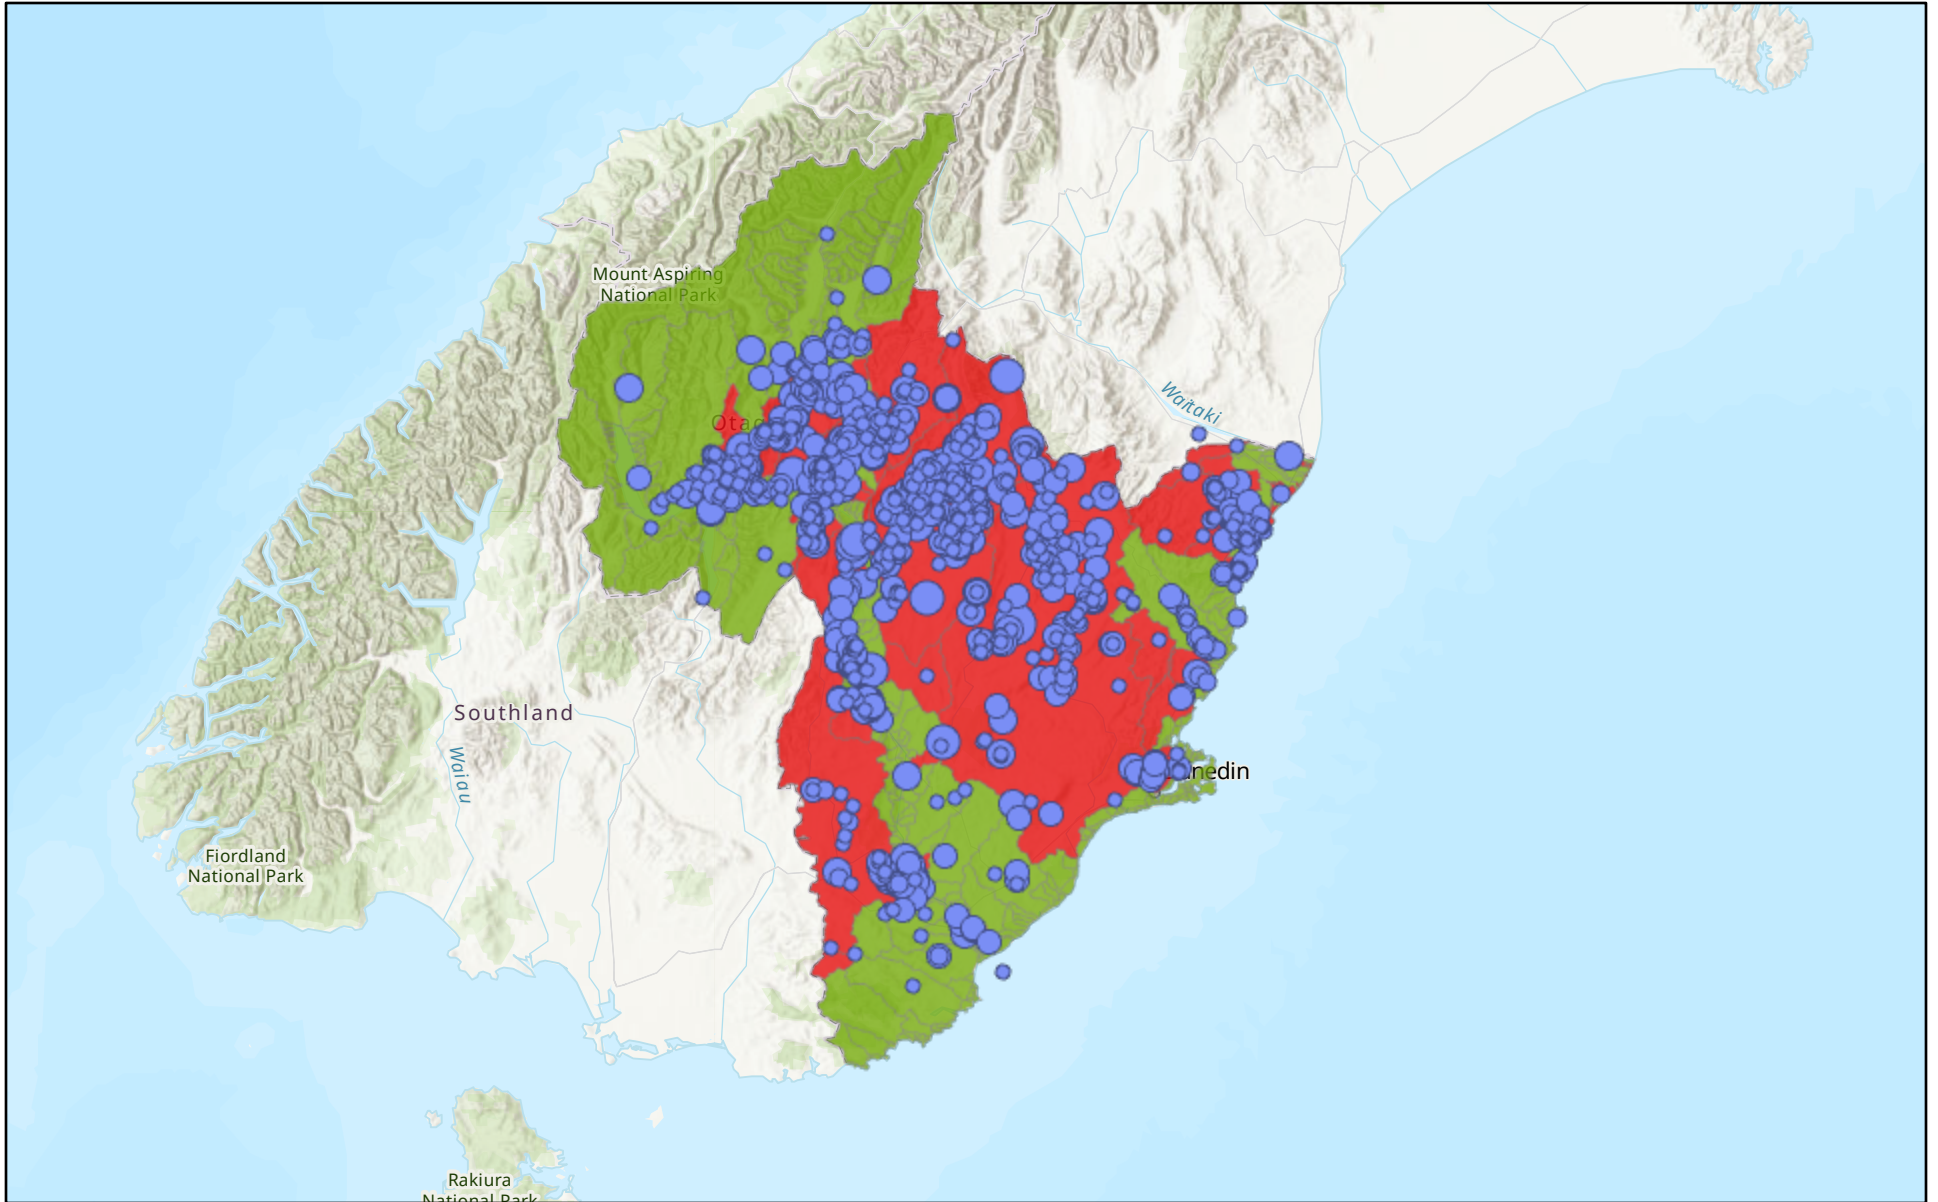 Mount Aspiring
National Park
Waitaki
Southland
Waiau
Fiordland
National Park
Rakiura
National Park